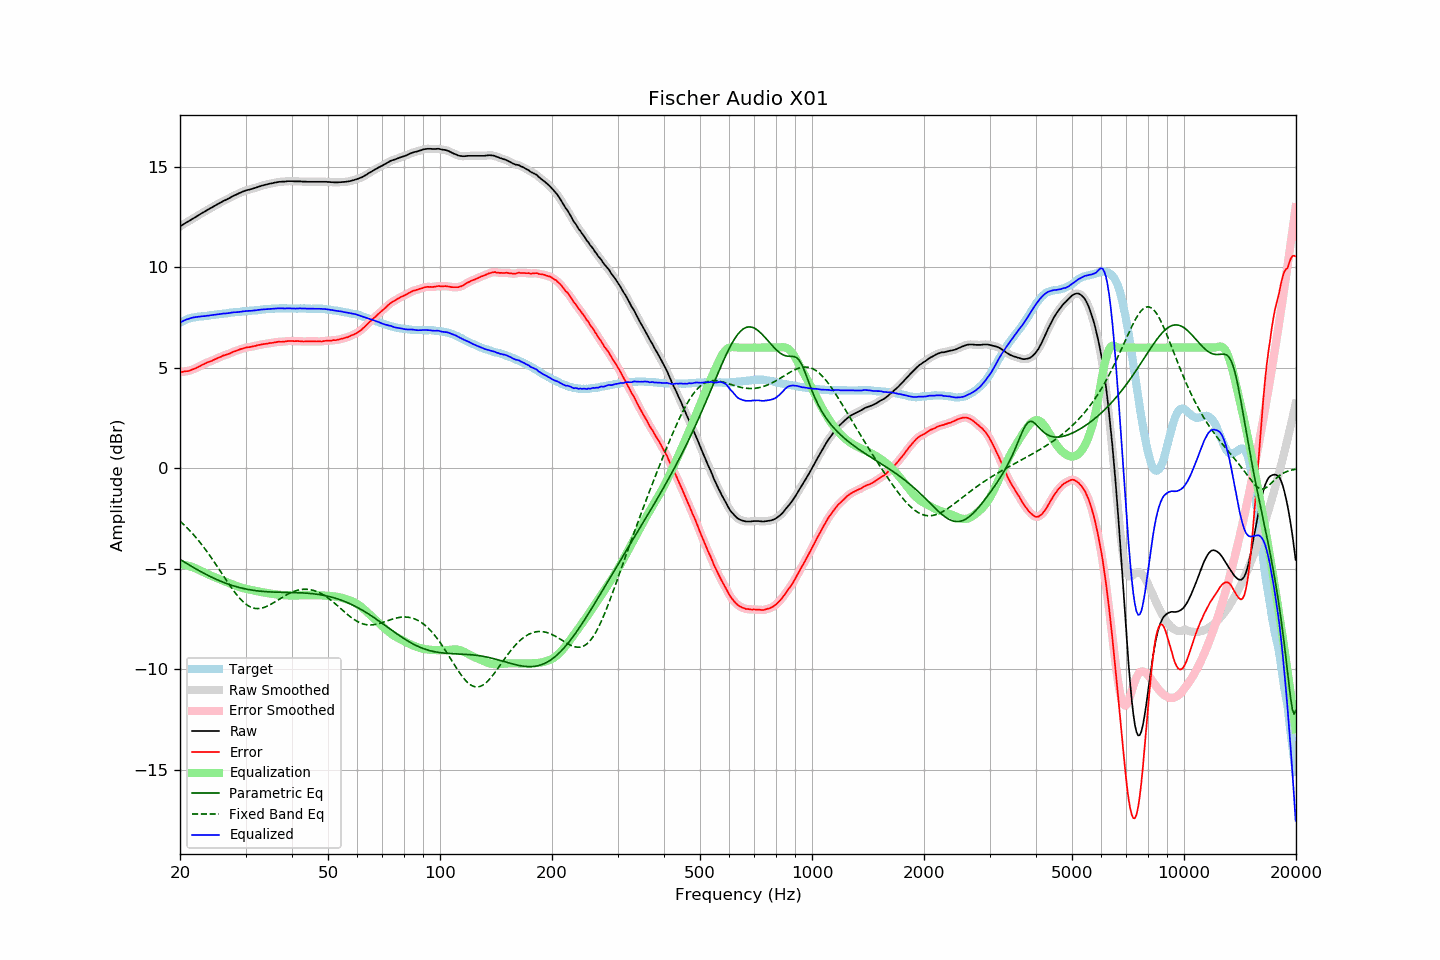 Fischer Audio X01
15
10
5
0
−5
−10
−15
Amplitude (dBr)
Target
Raw Smoothed
Error Smoothed
Raw
Error
Equalization
Parametric Eq
Fixed Band Eq
Equalized
20
50
100
200
500
1000
2000
5000
10000
20000
Frequency (Hz)